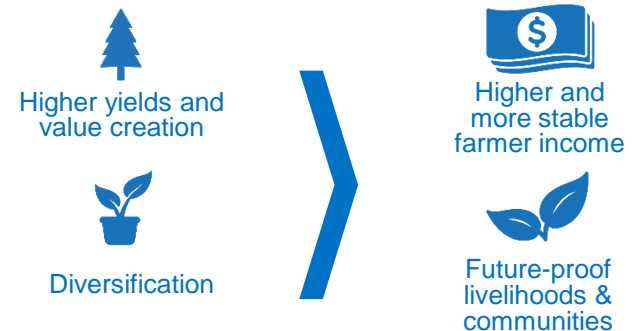 Higher yields and
value creation
Diversification
$
Higher and
more stable
farmer income
Future-proof
livelihoods &
communities